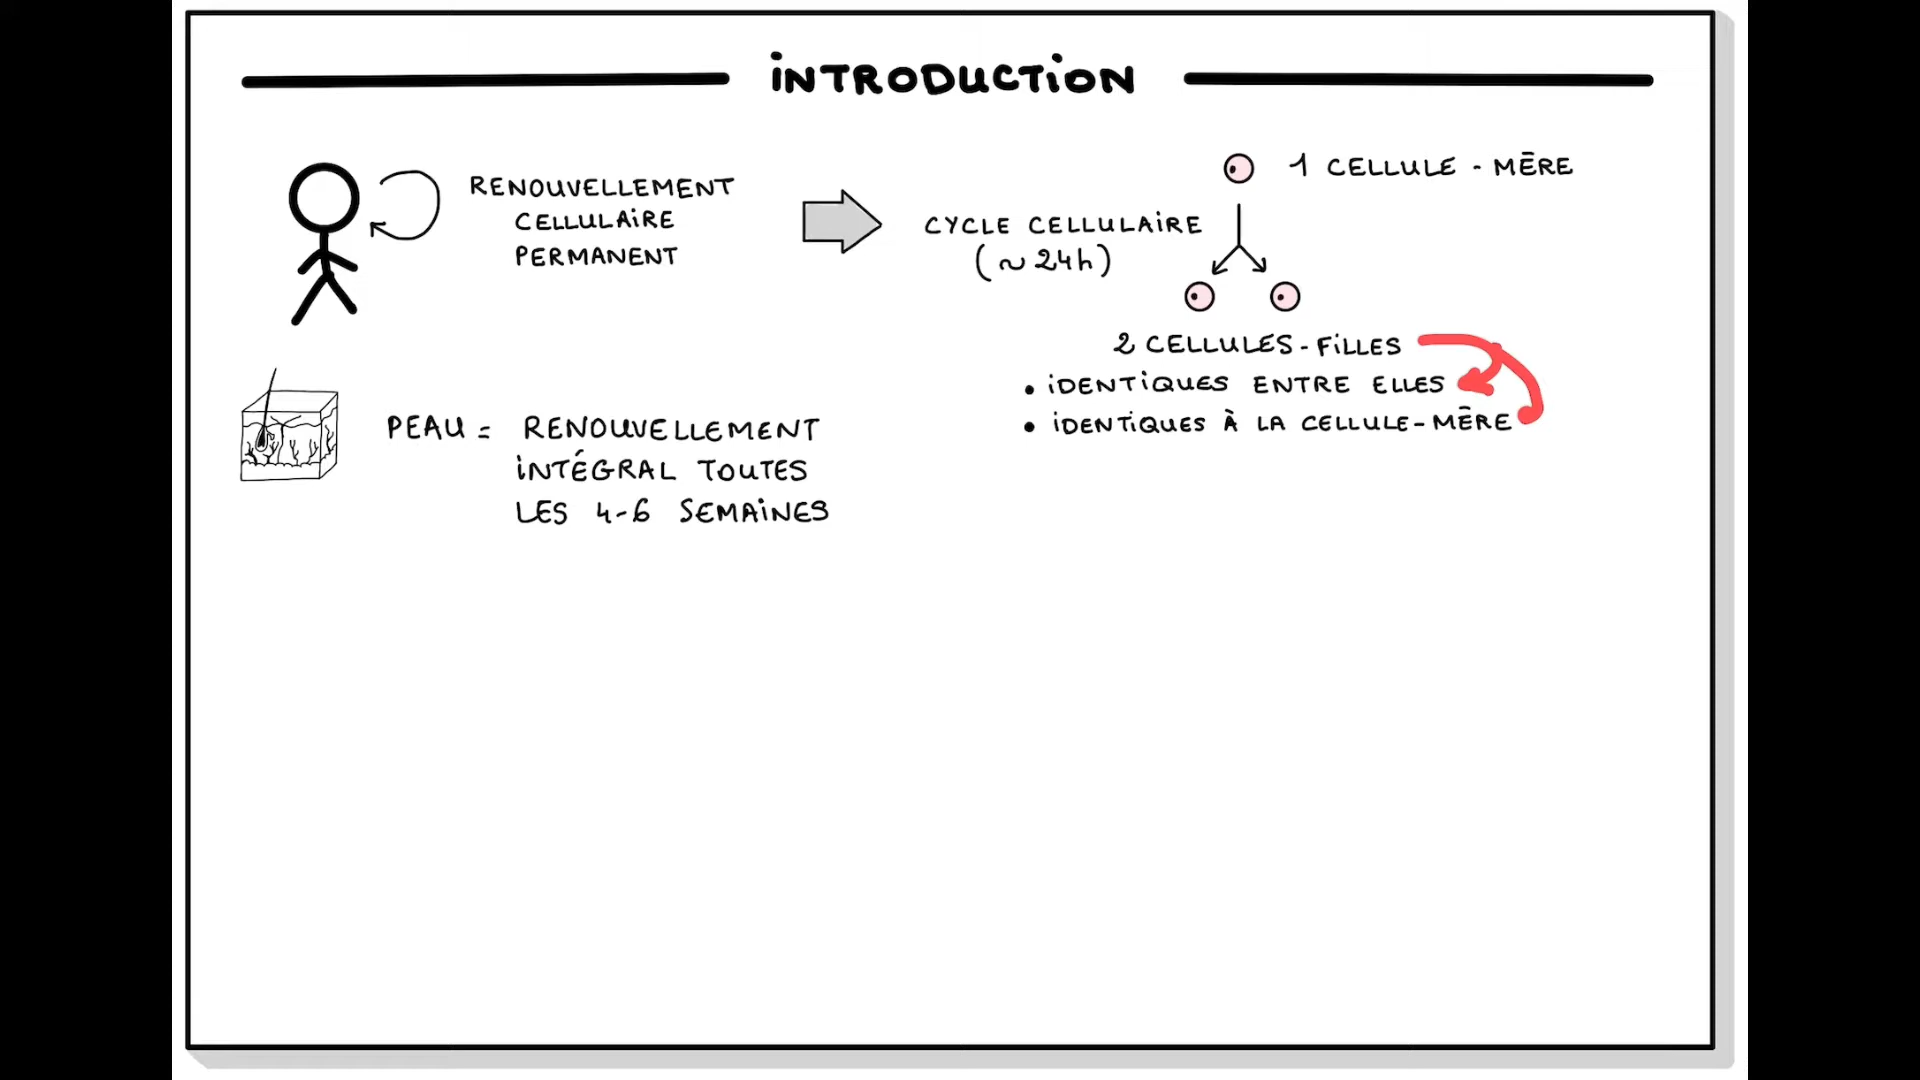 INTRODUCTION
RENOUVELLEMENT
CELLULAIRE
PERMANENT
CYCLE CELLULAIRE
(~24h)
1 CELLULE - MÈRE
2 CELLULES - FILLES
• IDENTIQUES ENTRE ELLES
• IDENTIQUES À LA CELLULE - MÈRE
PEAU = RENOUVELLEMENT
INTÉGRAL TOUTES
LES 4-6 SEMAINES